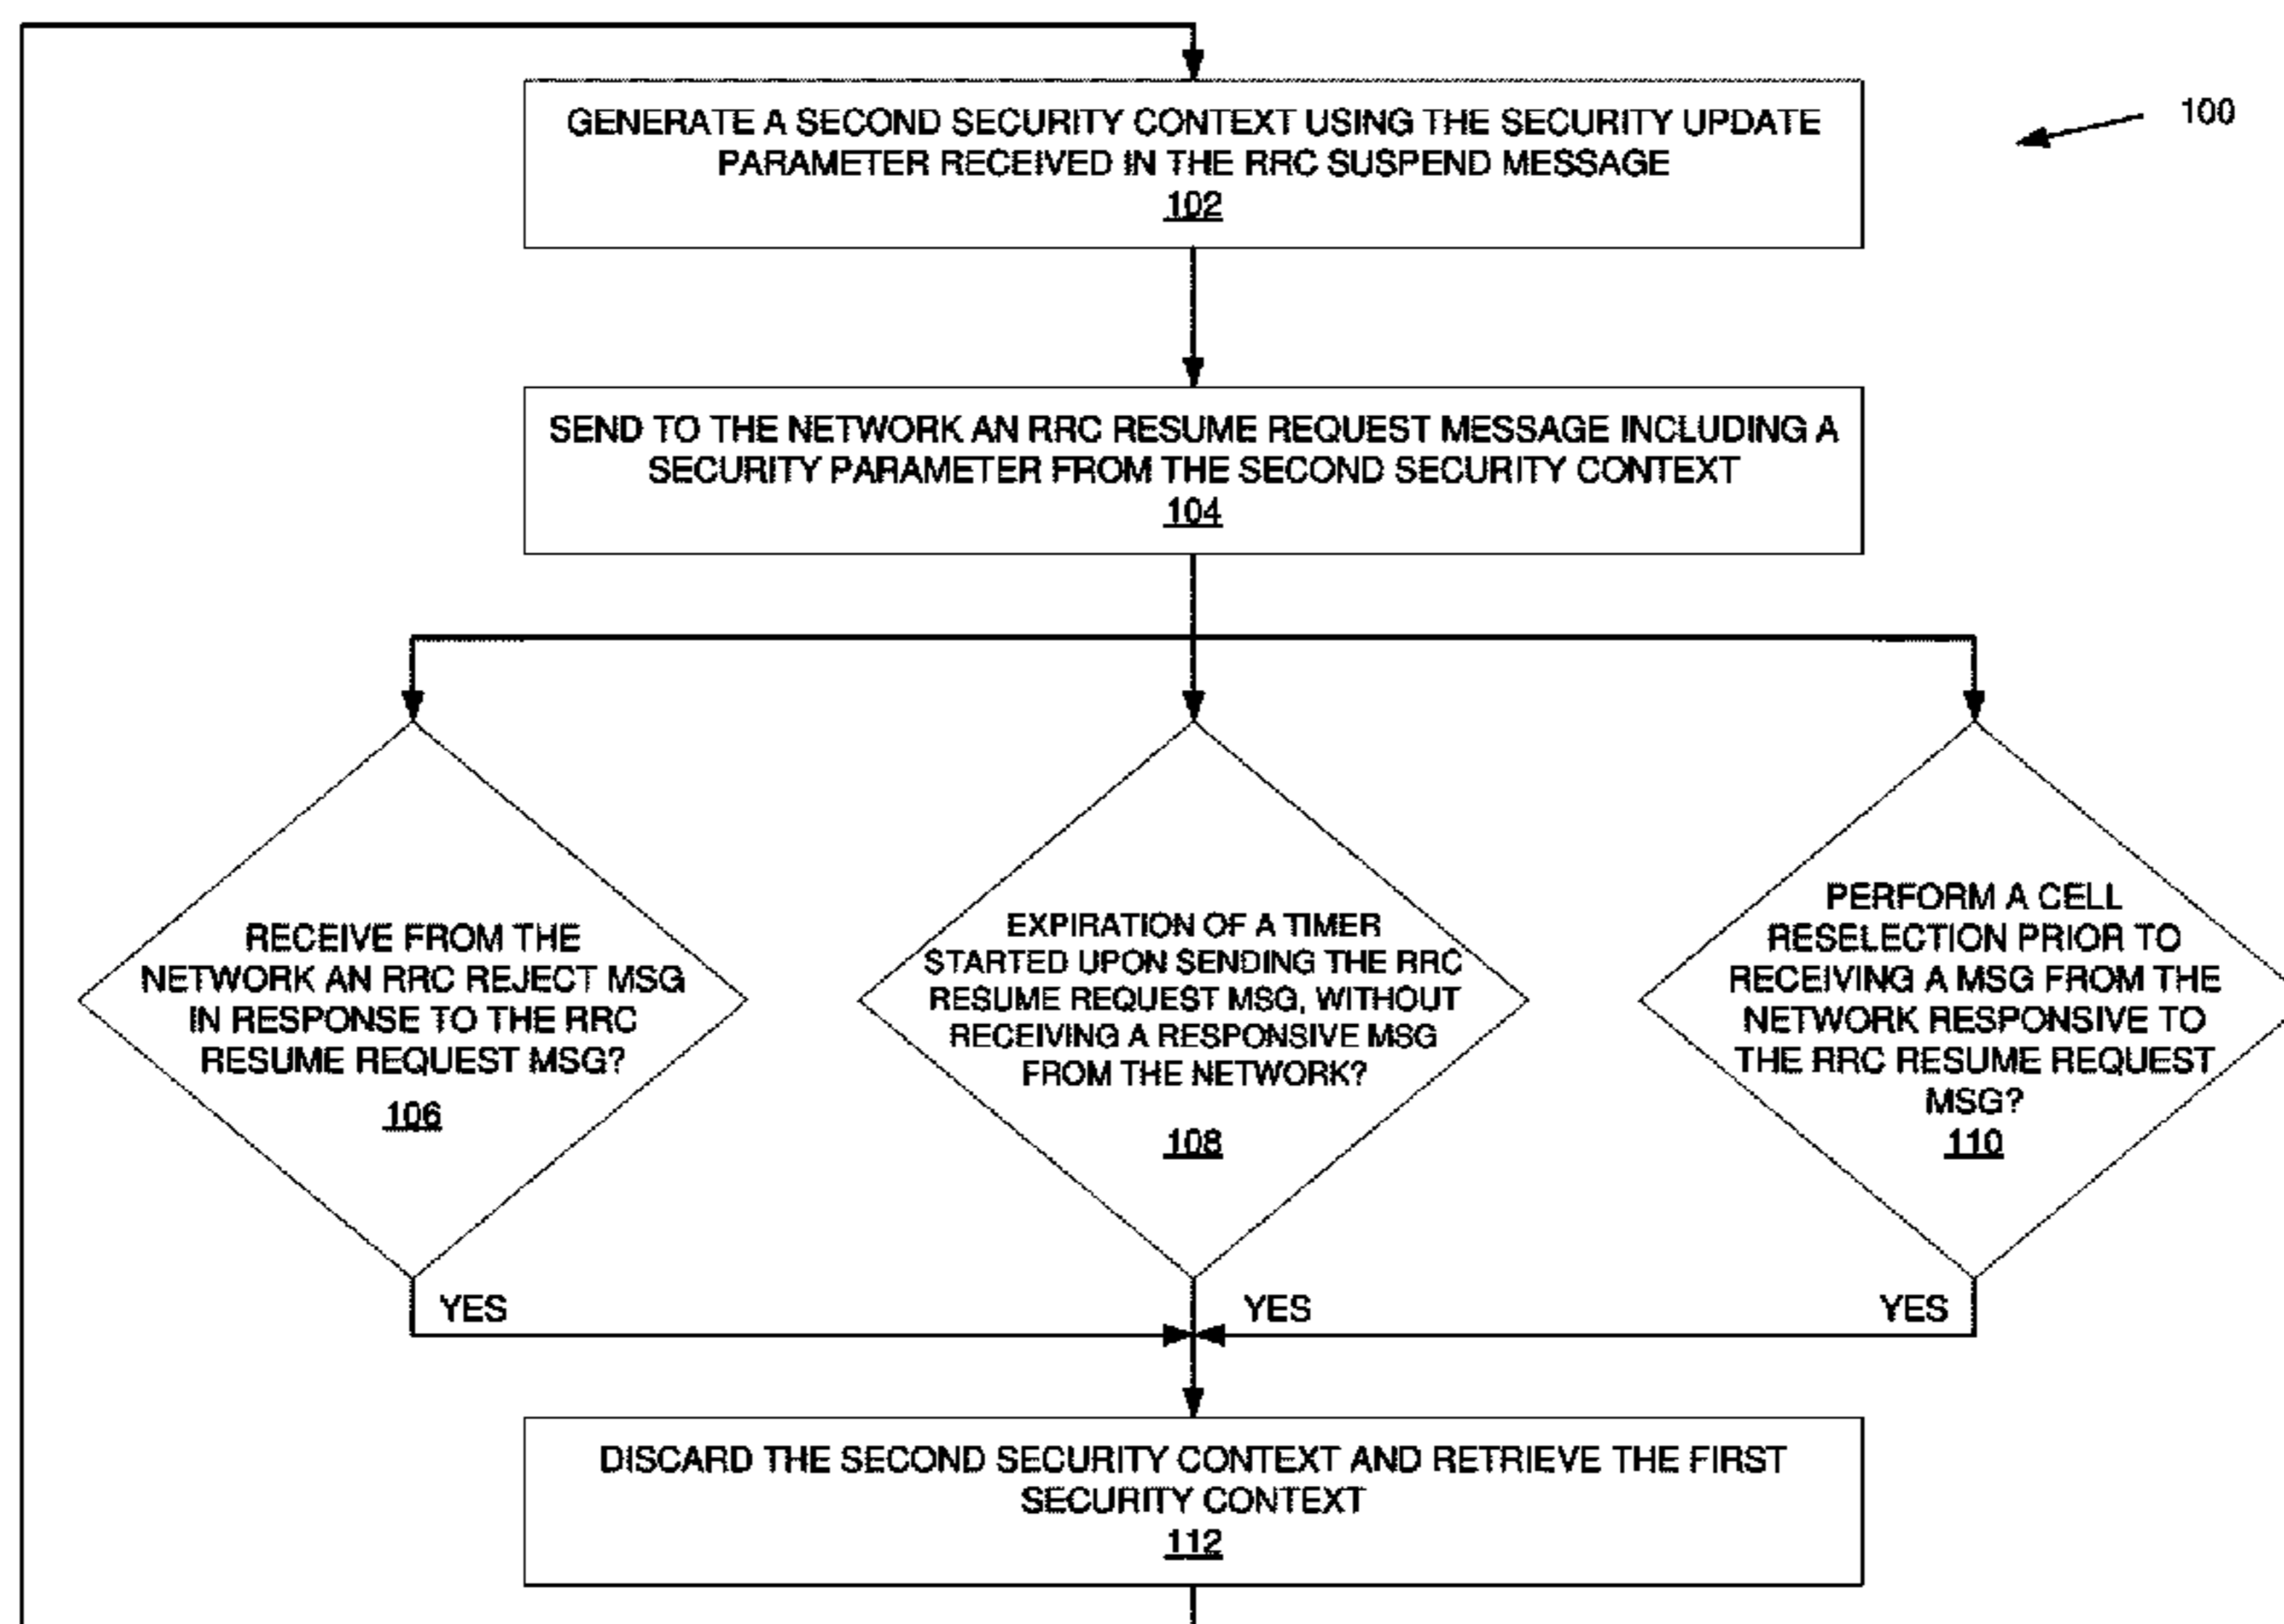 GENERATE A SECOND SECURITY CONTEXT USING THE SECURITY UPDATE
PARAMETER RECEIVED IN THE RRC SUSPEND MESSAGE
102
100
SEND TO THE NETWORK AN RRC RESUME REQUEST MESSAGE INCLUDING A
SECURITY PARAMETER FROM THE SECOND SECURITY CONTEXT
104
RECEIVE FROM THE
NETWORK AN RRC REJECT MSG
IN RESPONSE TO THE RRC
RESUME REQUEST MSG?
106
EXPIRATION OF A TIMER
STARTED UPON SENDING THE RRC
RESUME REQUEST MSG, WITHOUT
RECEIVING A RESPONSIVE MSG
FROM THE NETWORK?
108
PERFORM A CELL
RESELECTION PRIOR TO
RECEIVING A MSG FROM THE
NETWORK RESPONSIVE TO
THE RRC RESUME REQUEST
MSG?
110
YES
YES
YES
DISCARD THE SECOND SECURITY CONTEXT AND RETRIEVE THE FIRST
SECURITY CONTEXT
112